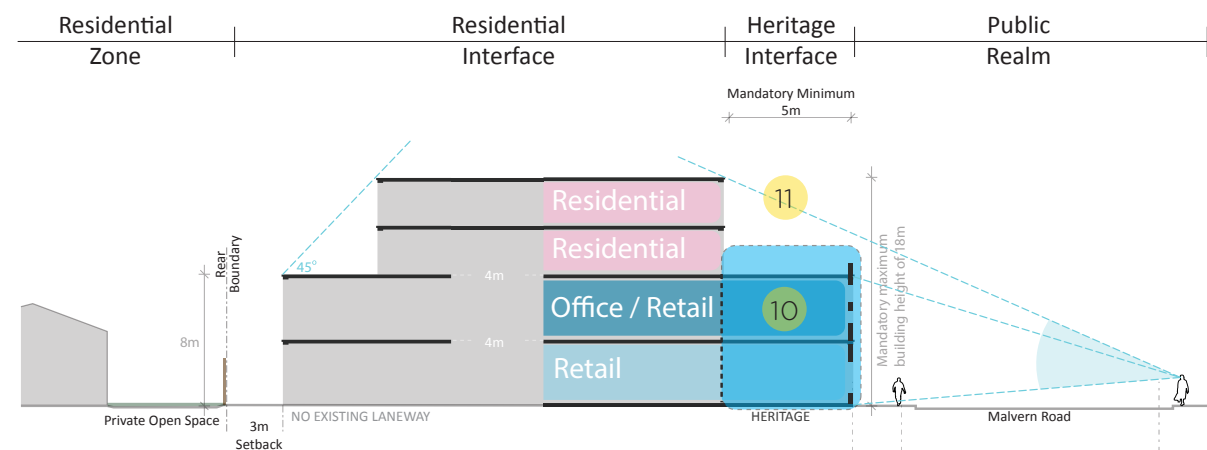 Residential
Zone
Residential
Interface
Heritage
Interface
Public
Realm
Mandatory Minimum
5m
11
Residential
Residential
45°
Rear
Boundary
4m
Office / Retail
10
Mandatory maximum
building height of 18m
8m
4m
Retail
Private Open Space
3m
Setback
NO EXISTING LANEWAY
HERITAGE
Malvern Road